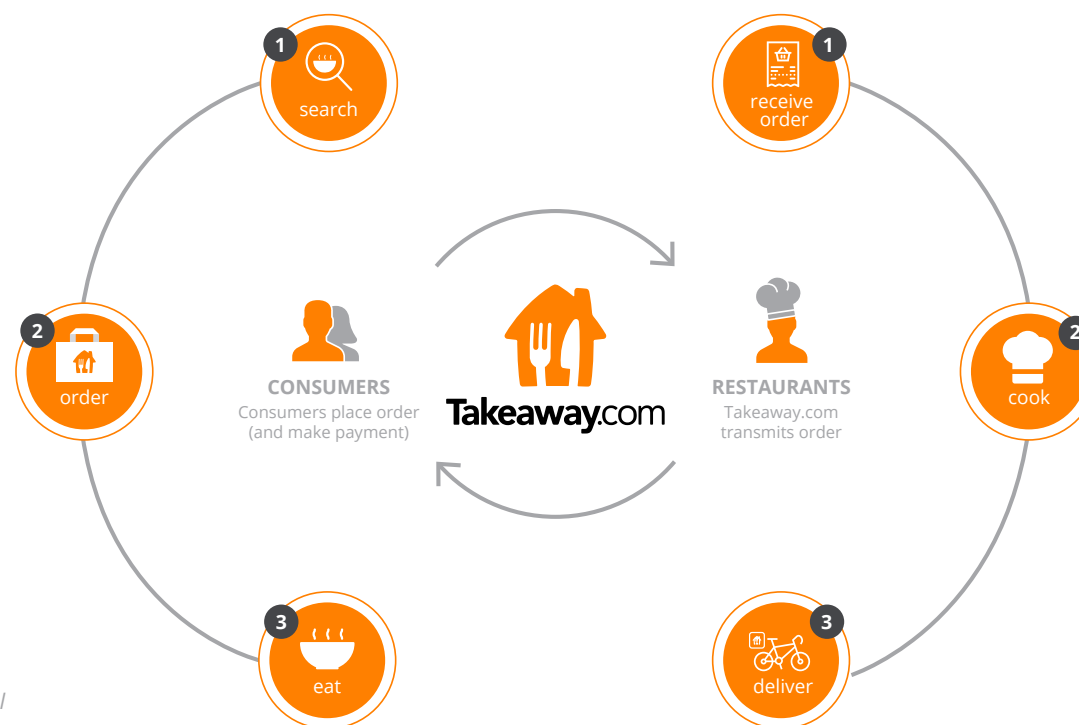 1
search
2
order
3
eat
CONSUMERS
Consumers place order
(and make payment)
Takeaway.com
RESTAURANTS
Takeaway.com
transmits order
1
receive
order
2
cook
3
deliver